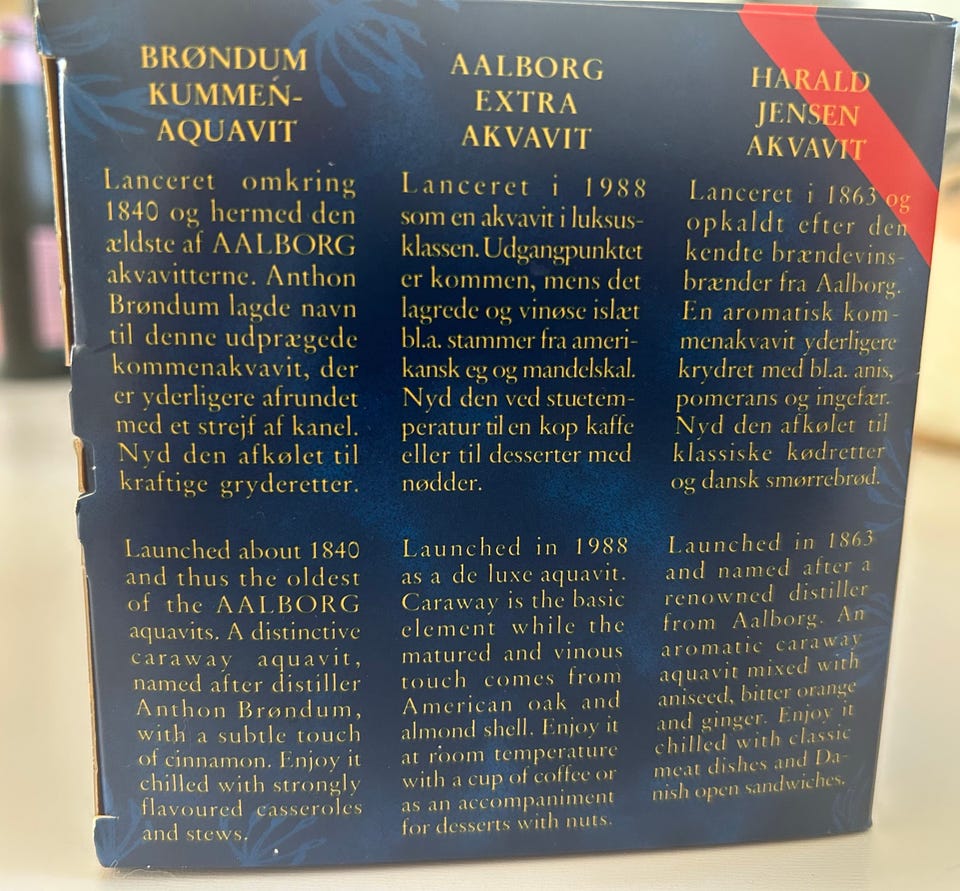 BRØNDUM
KUMMEN-
AQUAVIT
Lanceret omkring
1840 og hermed den
ældste af AALBORG
akvavitterne. Anthon
Brøndum lagde navn
til denne udprægede
kommenakvavit, der
er yderligere afrundet
med et strejf af kanel.
Nyd den afkølet til
kraftige gryderetter.
Launched about 1840
and thus the oldest
of the AALBORG
aquavits. A distinctive
caraway aquavit,
named after distiller
Anthon Brøndum,
with a subtle touch
of cinnamon. Enjoy it
chilled with strongly
flavoured casseroles
and stews.
AALBORG
EXTRA
AKVAVIT
Lanceret i 1988
som en akvavit i luksus-
klassen. Udgangpunktet
er kommen, mens det
lagrede og vinøse islæt
bl.a. stammer fra ameri-
kansk eg og mandelskal.
Nyd den ved stuetem-
peratur til en kop kaffe
eller til desserter med
nødder.
Launched in 1988
as a de luxe aquavit.
Caraway is the basic
element while the
matured and vinous
touch comes from
American oak and
almond shell. Enjoy it
at room temperature
with a cup of coffee or
as an accompaniment
for desserts with nuts.
HARALD
JENSEN
AKVAVIT
Lanceret i 1863 og
opkaldt efter den
kendte brændevins-
brænder fra Aalborg.
En aromatisk kom-
menakvavit yderligere
krydret med bl.a. anis,
pomerans og ingefær.
Nyd den afkølet til
klassiske kødretter
og dansk smørrebrød.
Launched in 1863
and named after a
renowned distiller
from Aalborg. An
aromatic caraway
aquavit mixed with
aniseed, bitter orange
and ginger. Enjoy it
chilled with classic
meat dishes and Da-
nish open sandwiches.